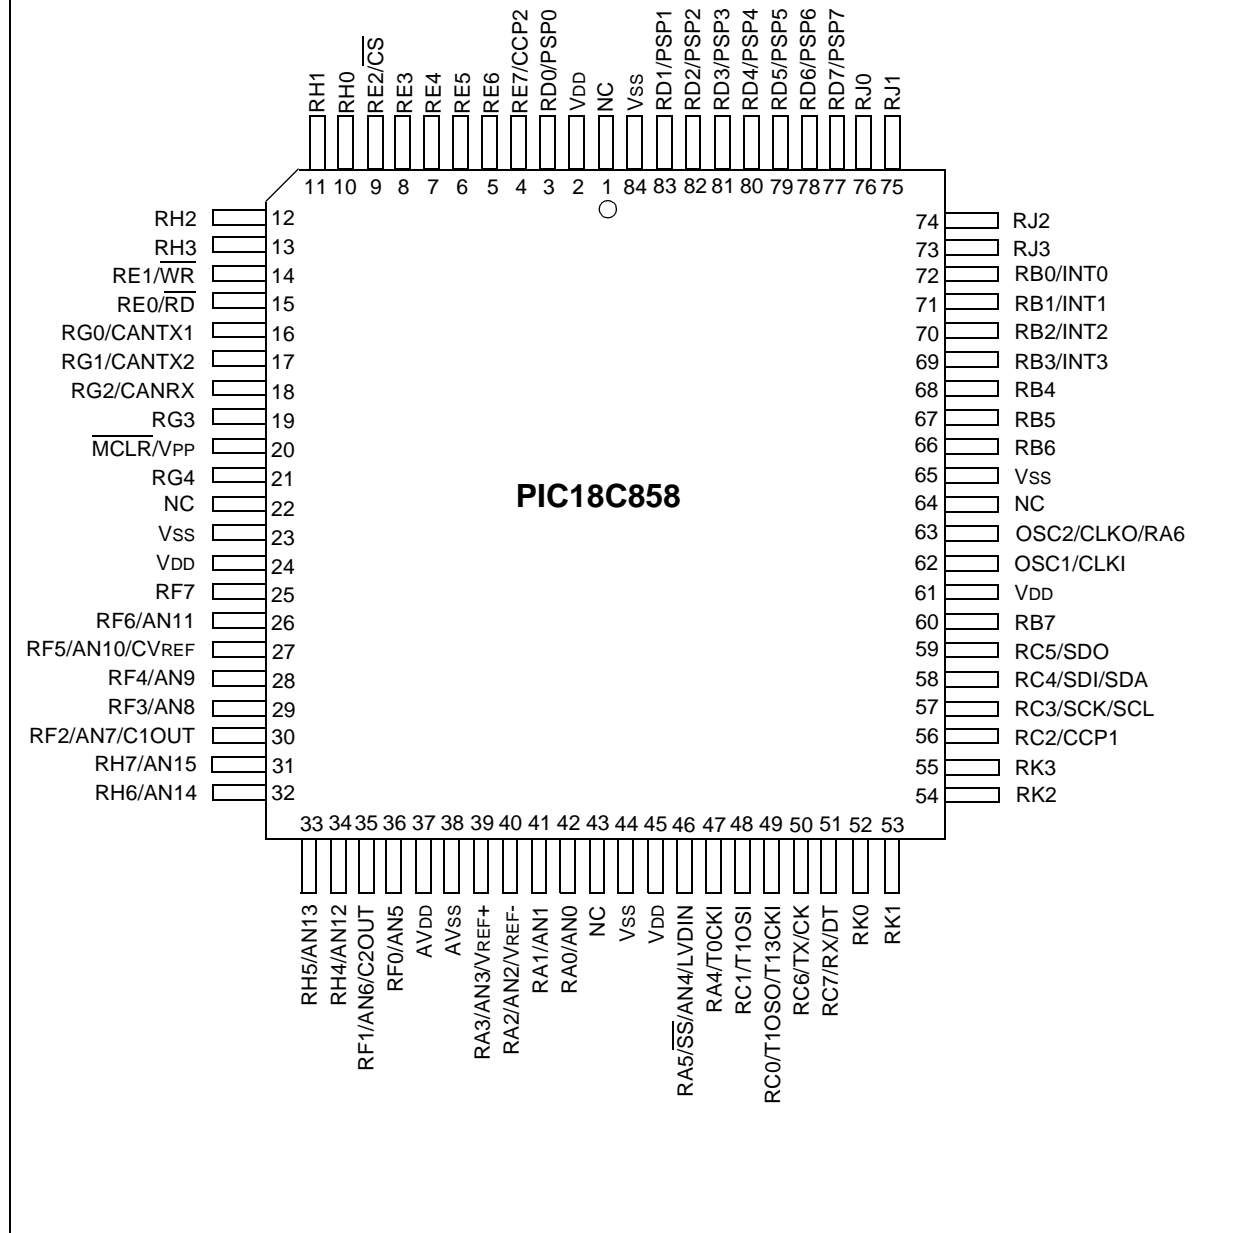 RH1
RH0
RE2/CS
RE3
RE4
RE5
RE6
RE7/CCP2
RD0/PSP0
VDD
NC
VSS
RD1/PSP1
RD2/PSP2
RD3/PSP3
RD4/PSP4
RD5/PSP5
RD6/PSP6
RD7/PSP7
RJ0
RJ1
11 10 9 8 7 6 5 4 3 2 1 84 83 82 81 80 79 78 77 76 75
RH2 12
RH3 13
RE1/WR 14
RE0/RD 15
RG0/CANTX1 16
RG1/CANTX2 17
RG2/CANRX 18
RG3 19
MCLR/VPP 20
RG4 21
NC 22
VSS 23
VDD 24
RF7 25
RF6/AN11 26
RF5/AN10/CVREF 27
RF4/AN9 28
RF3/AN8 29
RF2/AN7/C1OUT 30
RH7/AN15 31
RH6/AN14 32
PIC18C858
74 RJ2
73 RJ3
72 RB0/INT0
71 RB1/INT1
70 RB2/INT2
69 RB3/INT3
68 RB4
67 RB5
66 RB6
65 VSS
64 NC
63 OSC2/CLKO/RA6
62 OSC1/CLKI
61 VDD
60 RB7
59 RC5/SDO
58 RC4/SDI/SDA
57 RC3/SCK/SCL
56 RC2/CCP1
55 RK3
54 RK2
33 34 35 36 37 38 39 40 41 42 43 44 45 46 47 48 49 50 51 52 53
RH5/AN13
RH4/AN12
RF1/AN6/C2OUT
RF0/AN5
AVDD
AVSS
RA3/AN3/VREF+
RA2/AN2/VREF-
RA1/AN1
RA0/AN0
NC
VSS
VDD
RA5/SS/AN4/LVDIN
RA4/T0CKI
RC1/T1OSI
RC0/T1OSO/T13CKI
RC6/TX/CK
RC7/RX/DT
RK0
RK1